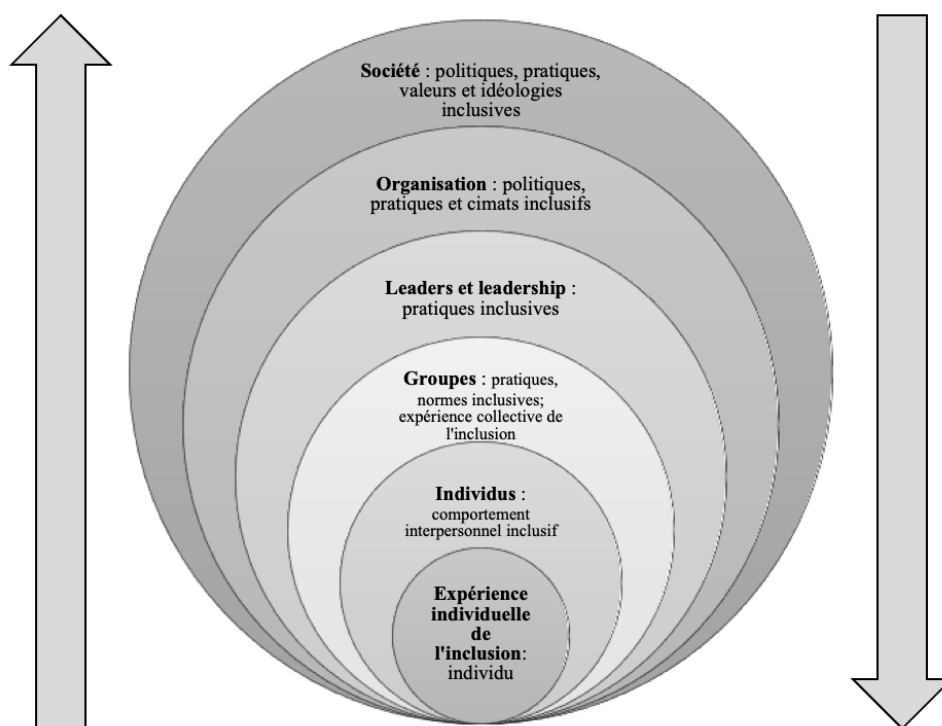 Société : politiques, pratiques,
valeurs et idéologies
inclusives
Organisation : politiques,
pratiques et cimats inclusifs
Leaders et leadership :
pratiques inclusives
Groupes : pratiques,
normes inclusives;
expérience collective de
l'inclusion
Individus :
comportement
interpersonnel inclusif
Expérience
individuelle
de
l'inclusion:
individu